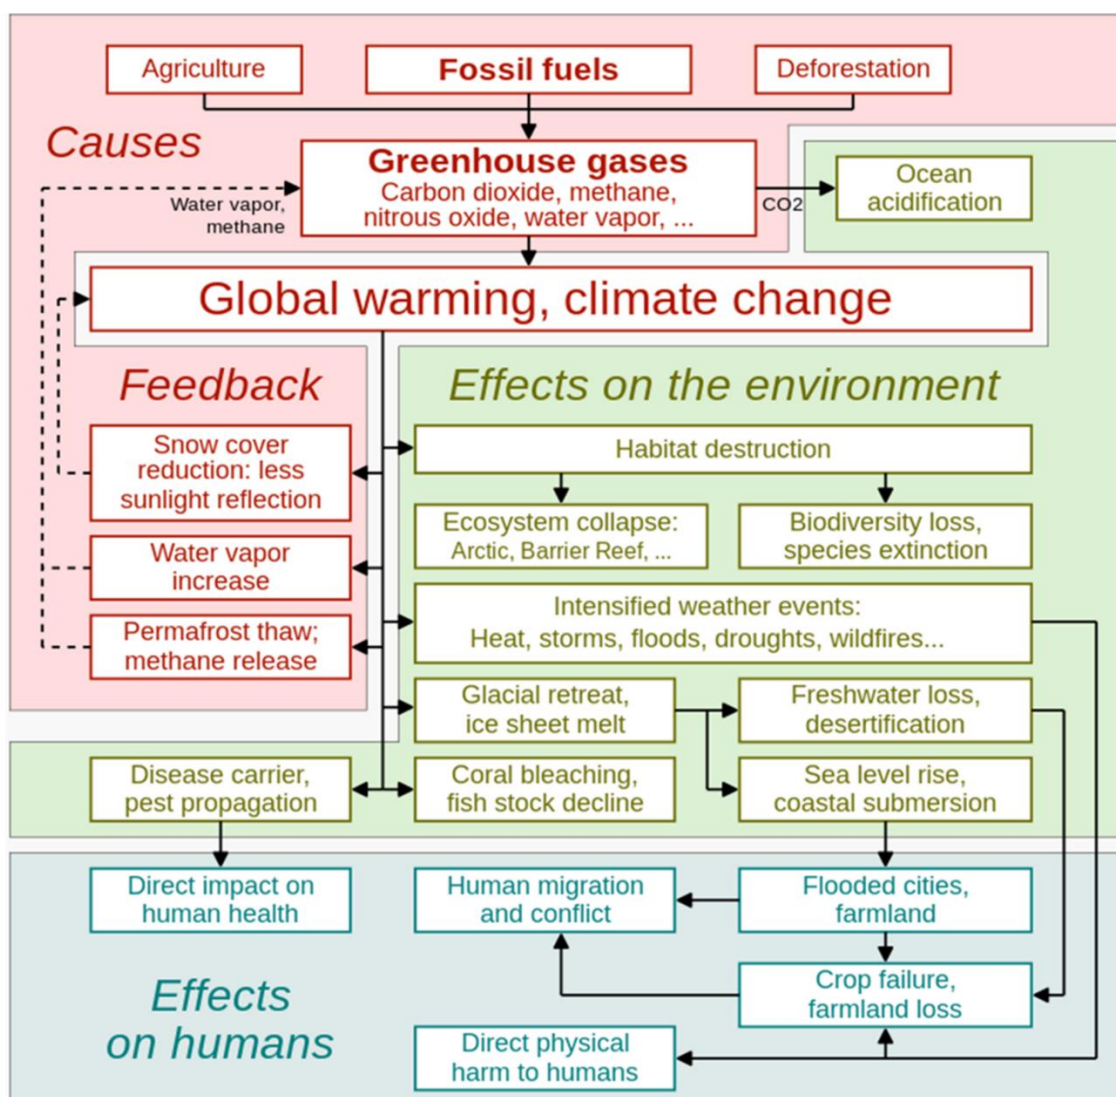 Agriculture
Fossil fuels
Deforestation
Causes
Greenhouse gases
Carbon dioxide, methane,
nitrous oxide, water vapor, ...
Water vapor,
methane
CO2
Ocean
acidification
Global warming, climate change
Feedback
Snow cover
reduction: less
sunlight reflection
Water vapor
increase
Permafrost thaw;
methane release
Effects on the environment
Habitat destruction
Ecosystem collapse:
Arctic, Barrier Reef, ...
Biodiversity loss,
species extinction
Intensified weather events:
Heat, storms, floods, droughts, wildfires...
Glacial retreat,
ice sheet melt
Freshwater loss,
desertification
Disease carrier,
pest propagation
Coral bleaching,
fish stock decline
Sea level rise,
coastal submersion
Direct impact on
human health
Human migration
and conflict
Flooded cities,
farmland
Effects
on humans
Crop failure,
farmland loss
Direct physical
harm to humans